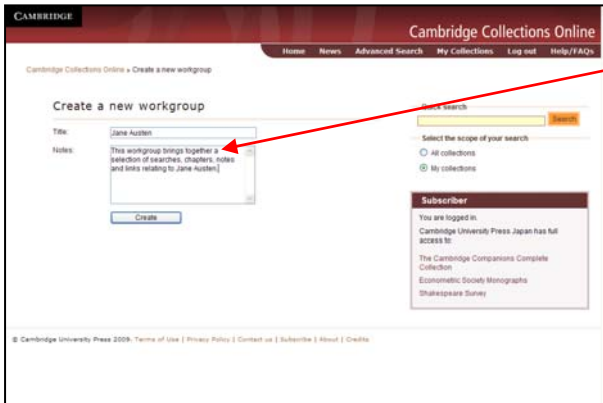 CAMBRIDGE
Cambridge Collections Online
Home News Advanced Search My Collections Log out Help/FAQs
Cambridge Collections Online » Create a new workgroup
Create a new workgroup
Title: Jane Austen
Notes: This workgroup brings together a
selection of searches, chapters, notes
and links relating to Jane Austen.
Create
Quick search
Search
Select the scope of your search
All collections
My collections
Subscriber
You are logged in.
Cambridge University Press Japan has full
access to:
The Cambridge Companions Complete
Collection
Econometric Society Monographs
Shakespeare Survey
© Cambridge University Press 2009. Terms of Use | Privacy Policy | Contact us | Subscribe | About | Credits